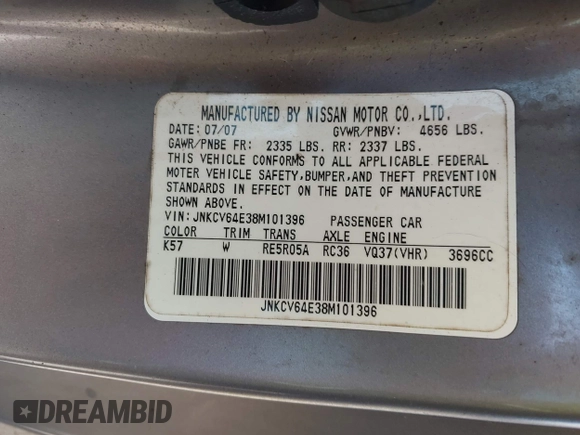 MANUFACTURED BY NISSAN MOTOR CO.,LTD.
DATE: 07/07 GVWR/PNBV: 4656 LBS.
GAWR/PNBE FR: 2335 LBS. RR: 2337 LBS.
THIS VEHICLE CONFORMS TO ALL APPLICABLE FEDERAL
MOTER VEHICLE SAFETY,BUMPER,AND THEFT PREVENTION
STANDARDS IN EFFECT ON THE DATE OF MANUFACTURE
SHOWN ABOVE.
VIN: JNKCV64E38M101396 PASSENGER CAR
COLOR TRIM TRANS AXLE ENGINE
K57 W RE5R05A RC36 VQ37(VHR) 3696CC
JNKCV64E38M101396
DREAMBID